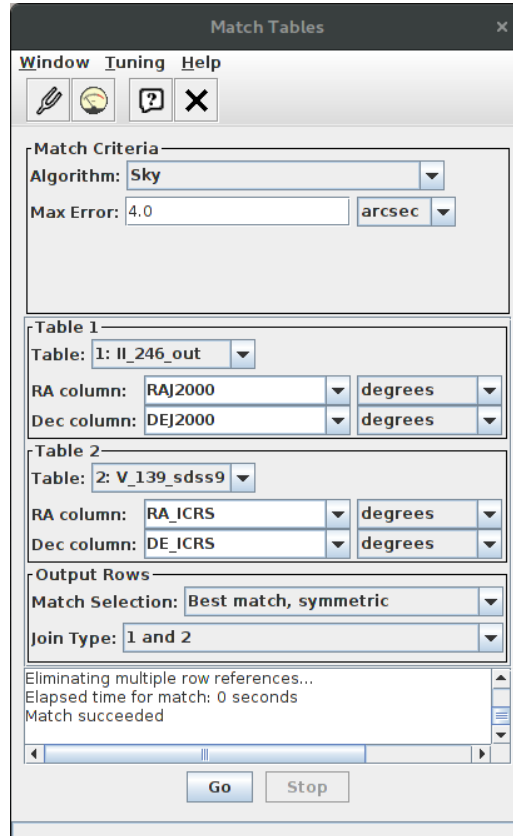 Match Tables
Window Tuning Help
Match Criteria
Algorithm: Sky
Max Error: 4.0 arcsec
Table 1
Table: 1: II_246_out
RA column: RAJ2000 degrees
Dec column: DEJ2000 degrees
Table 2
Table: 2: V_139_sdss9
RA column: RA_ICRS degrees
Dec column: DE_ICRS degrees
Output Rows
Match Selection: Best match, symmetric
Join Type: 1 and 2
Eliminating multiple row references...
Elapsed time for match: 0 seconds
Match succeeded
Go Stop